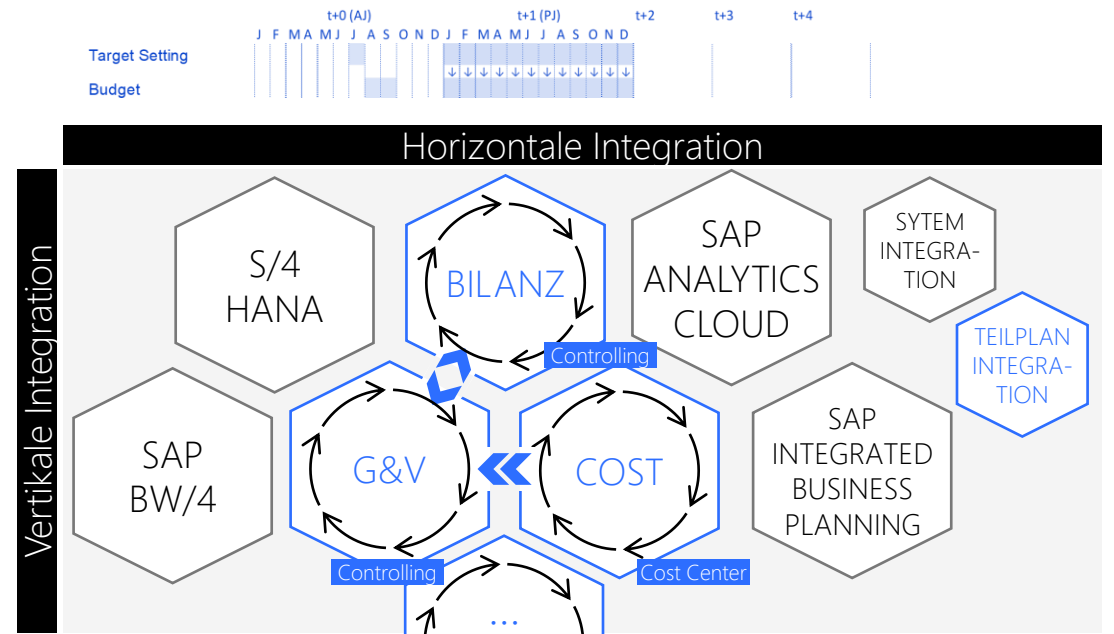 t+0 (AJ) t+1 (PJ) t+2 t+3 t+4
J F M A M J J A S O N D J F M A M J J A S O N D
Target Setting
Budget
Horizontale Integration
Vertikale Integration
S/4
HANA
BILANZ
Controlling
SAP
ANALYTICS
CLOUD
SYTEM
INTEGRA-
TION
TEILPLAN
INTEGRA-
TION
SAP
BW/4
G&V
Controlling
COST
Cost Center
SAP
INTEGRATED
BUSINESS
PLANNING
...